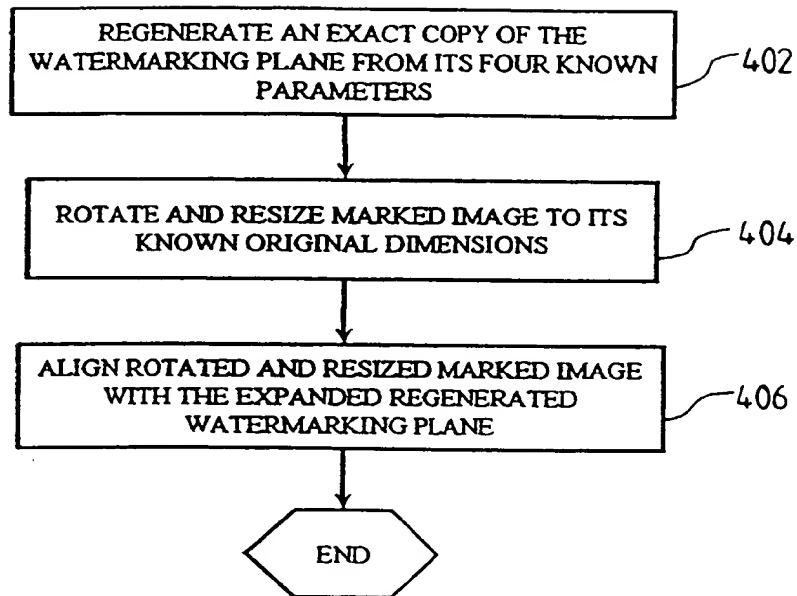 REGENERATE AN EXACT COPY OF THE
WATERMARKING PLANE FROM ITS FOUR KNOWN
PARAMETERS
402
ROTATE AND RESIZE MARKED IMAGE TO ITS
KNOWN ORIGINAL DIMENSIONS
404
ALIGN ROTATED AND RESIZED MARKED IMAGE
WITH THE EXPANDED REGENERATED
WATERMARKING PLANE
406
END